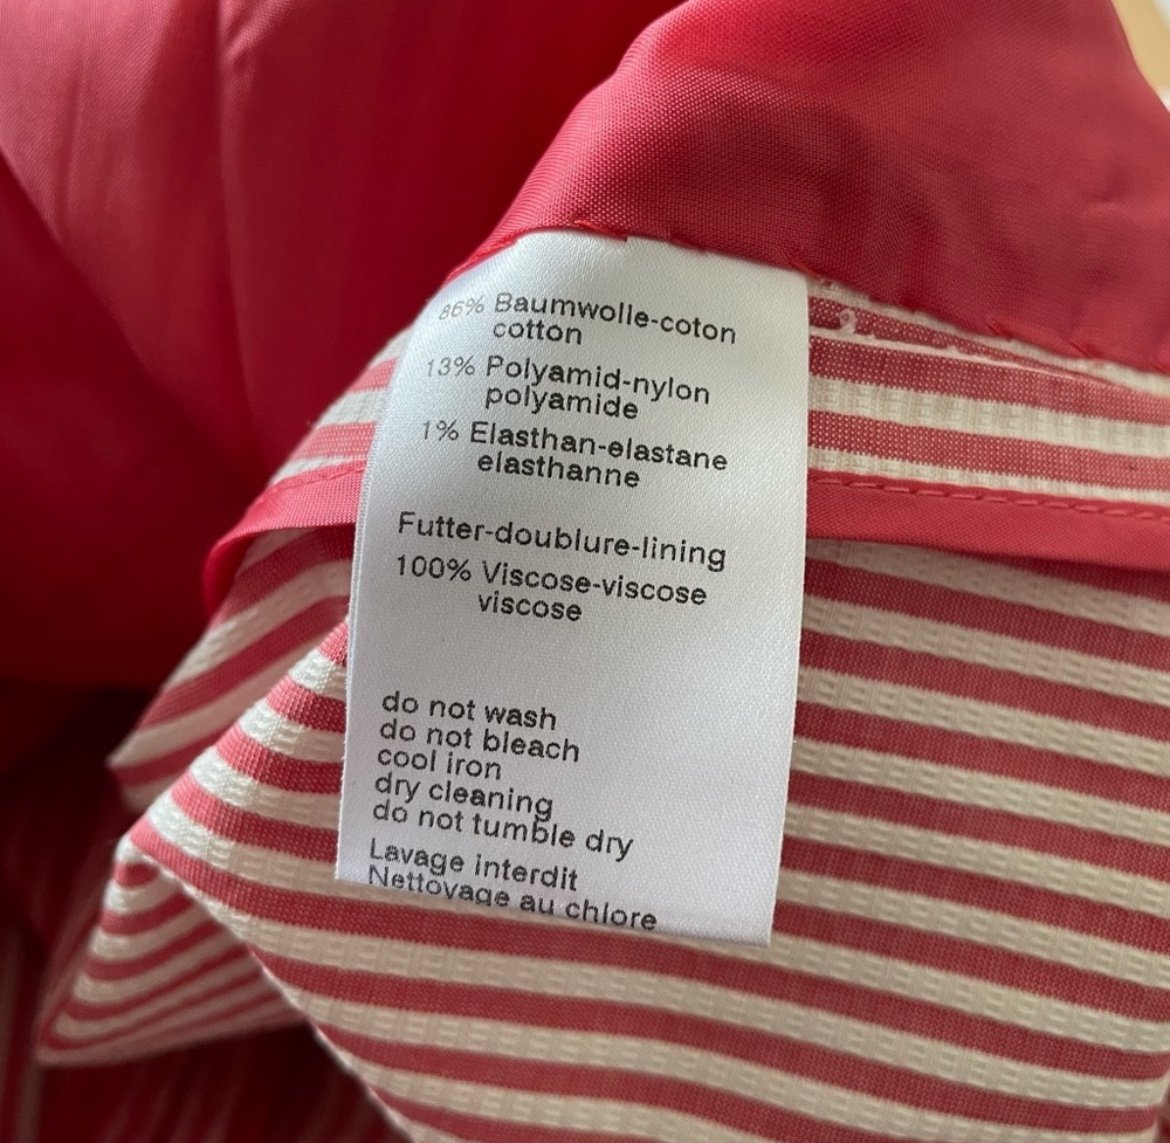 86% Baumwolle-coton
cotton
13% Polyamid-nylon
polyamide
1% Elasthan-elastane
elasthanne
Futter-doublure-lining
100% Viscose-viscose
viscose
do not wash
do not bleach
cool iron
dry cleaning
do not tumble dry
Lavage interdit
Nettoyage au chlore